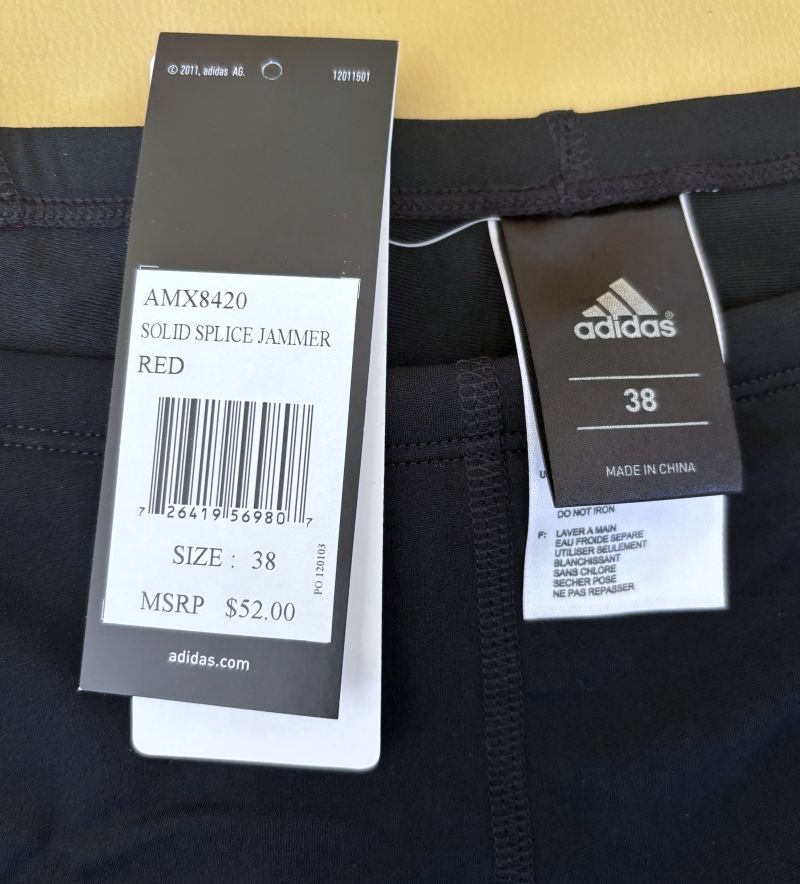 © 2011, adidas AG.
12011601
AMX8420
SOLID SPLICE JAMMER
RED
7 26419 56980 7
SIZE : 38
PO 120103
MSRP $52.00
adidas.com
adidas®
38
MADE IN CHINA
DO NOT IRON
F: LAVER A MAIN
EAU FROIDE SEPARE
UTILISER SEULEMENT
BLANCHISSANT
SANS CHLORE
SECHER POSE
NE PAS REPASSER